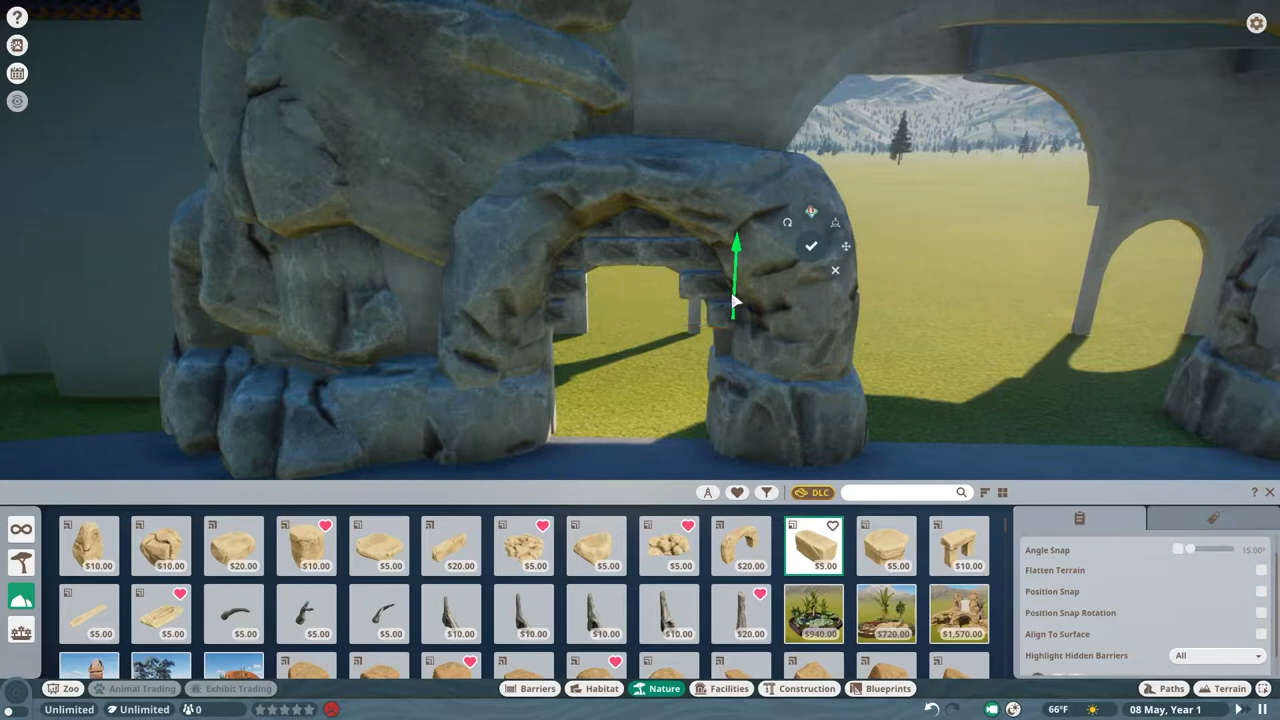 ?
DLC
? ×
$10.00 $10.00 $20.00 $10.00 $5.00 $20.00 $5.00 $5.00 $5.00 $20.00 $5.00 $5.00 $10.00
$5.00 $5.00 $5.00 $5.00 $5.00 $10.00 $10.00 $10.00 $10.00 $20.00 $940.00 $720.00 $1,570.00
Angle Snap 15.00°
Flatten Terrain
Position Snap
Position Snap Rotation
Align To Surface
Highlight Hidden Barriers All
Zoo Animal Trading Exhibit Trading Barriers Habitat Nature Facilities Construction Blueprints Paths Terrain
Unlimited Unlimited 0 66°F 08 May, Year 1